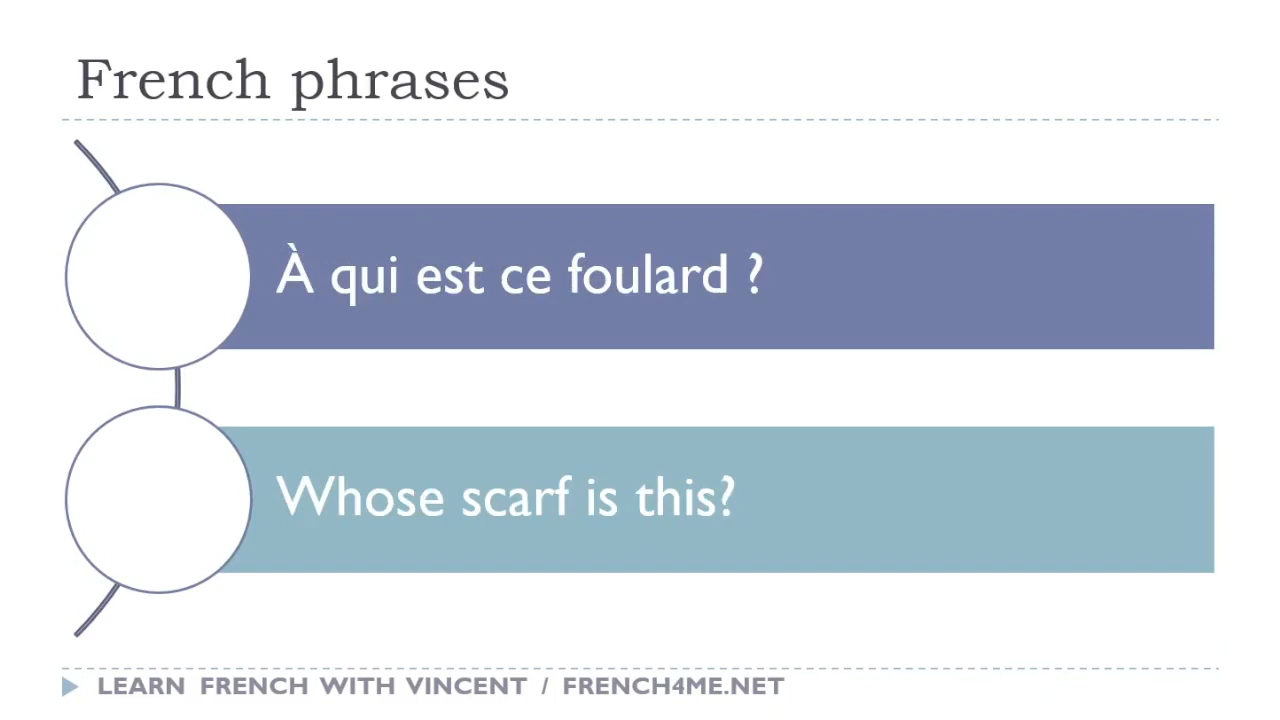 French phrases
À qui est ce foulard ?
Whose scarf is this?
LEARN FRENCH WITH VINCENT / FRENCH4ME.NET